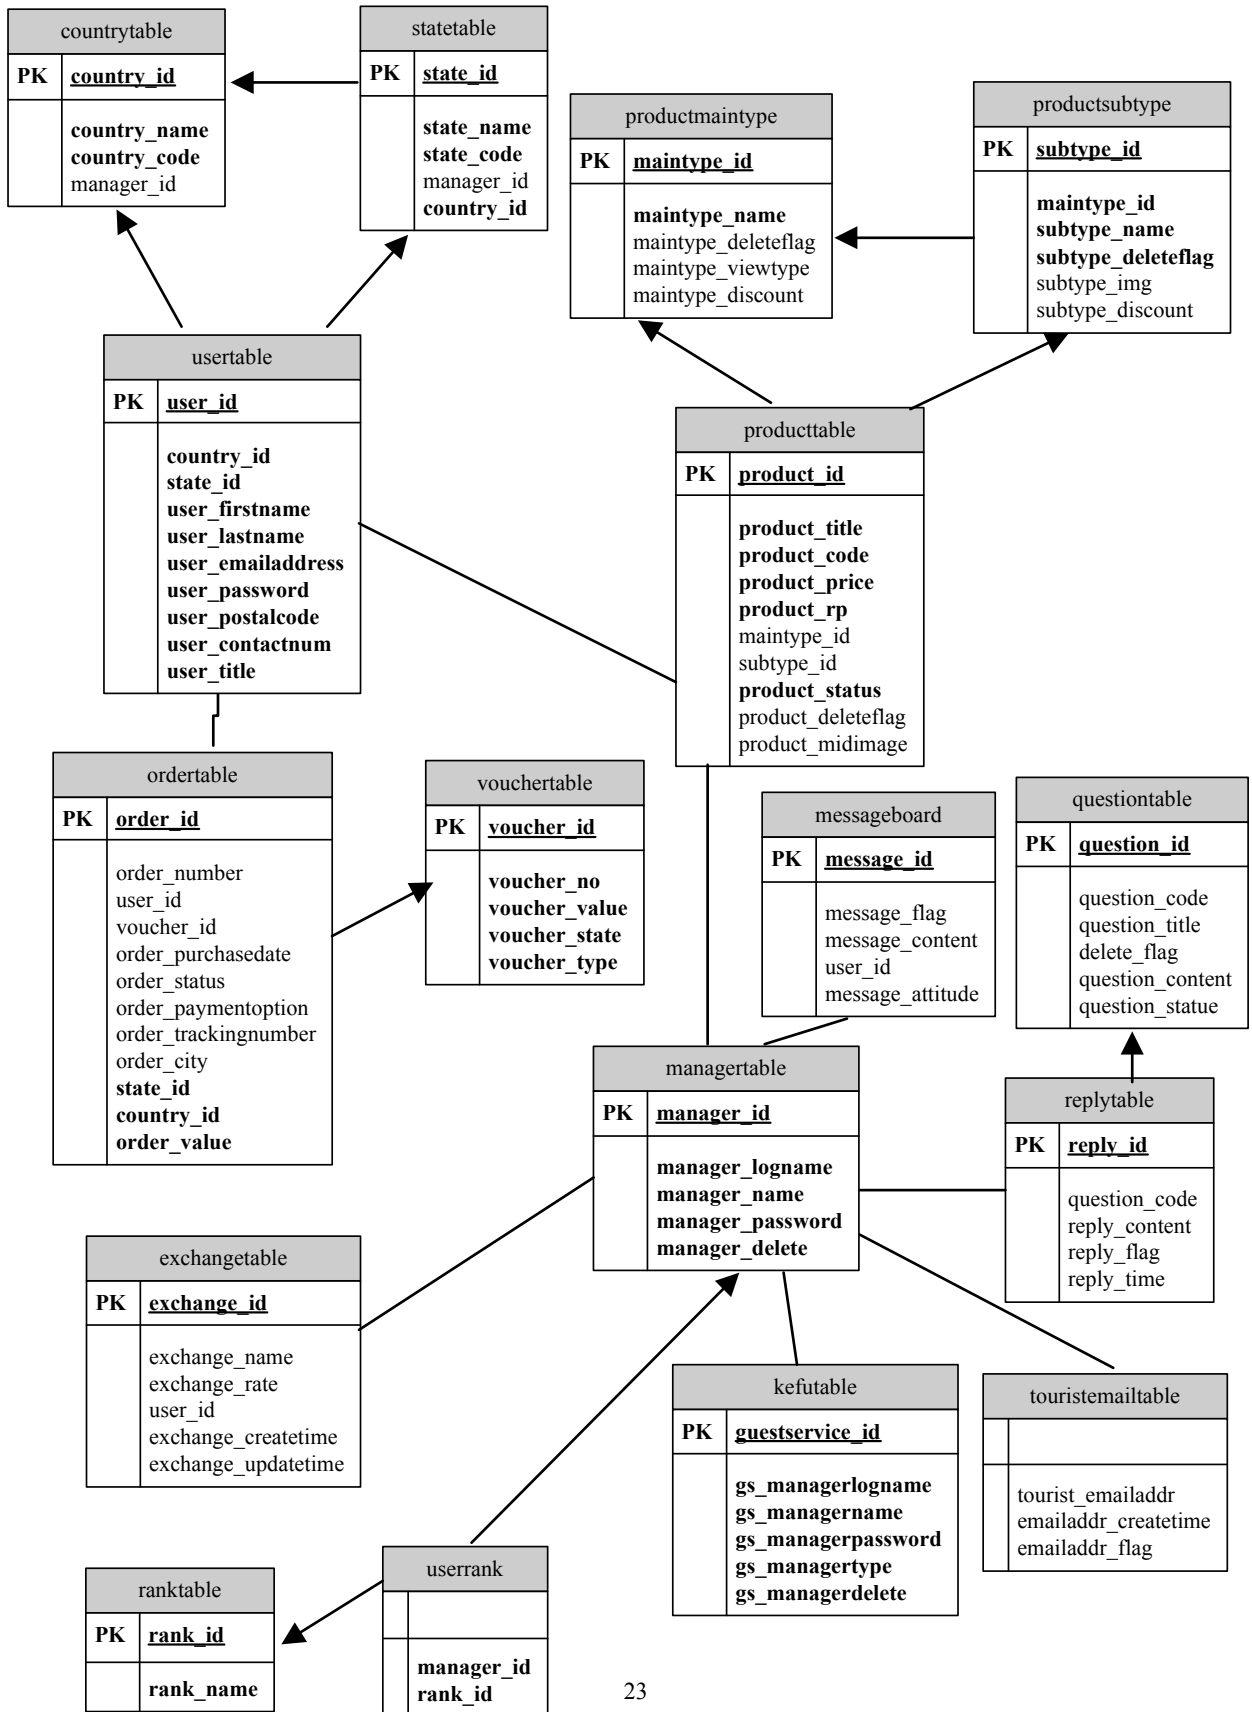 countrytable
PK country_id
country_name
country_code
manager_id
statetable
PK state_id
state_name
state_code
manager_id
country_id
productmaintype
PK maintype_id
maintype_name
maintype_deleteflag
maintype_viewtype
maintype_discount
productsubtype
PK subtype_id
maintype_id
subtype_name
subtype_deleteflag
subtype_img
subtype_discount
usertable
PK user_id
country_id
state_id
user_firstname
user_lastname
user_emailaddress
user_password
user_postalcode
user_contactnum
user_title
producttable
PK product_id
product_title
product_code
product_price
product_rp
maintype_id
subtype_id
product_status
product_deleteflag
product_midimage
ordertable
PK order_id
order_number
user_id
voucher_id
order_purchasedate
order_status
order_paymentoption
order_trackingnumber
order_city
state_id
country_id
order_value
vouchertable
PK voucher_id
voucher_no
voucher_value
voucher_state
voucher_type
messageboard
PK message_id
message_flag
message_content
user_id
message_attitude
questiontable
PK question_id
question_code
question_title
delete_flag
question_content
question_statue
managertable
PK manager_id
manager_logname
manager_name
manager_password
manager_delete
replytable
PK reply_id
question_code
reply_content
reply_flag
reply_time
exchangetable
PK exchange_id
exchange_name
exchange_rate
user_id
exchange_createtime
exchange_updatetime
kefutable
PK guestservice_id
gs_managerlogname
gs_managername
gs_managerpassword
gs_managertype
gs_managerdelete
touristemailtable
tourist_emailaddr
emailaddr_createtime
emailaddr_flag
ranktable
PK rank_id
rank_name
userrank
manager_id
rank_id
23